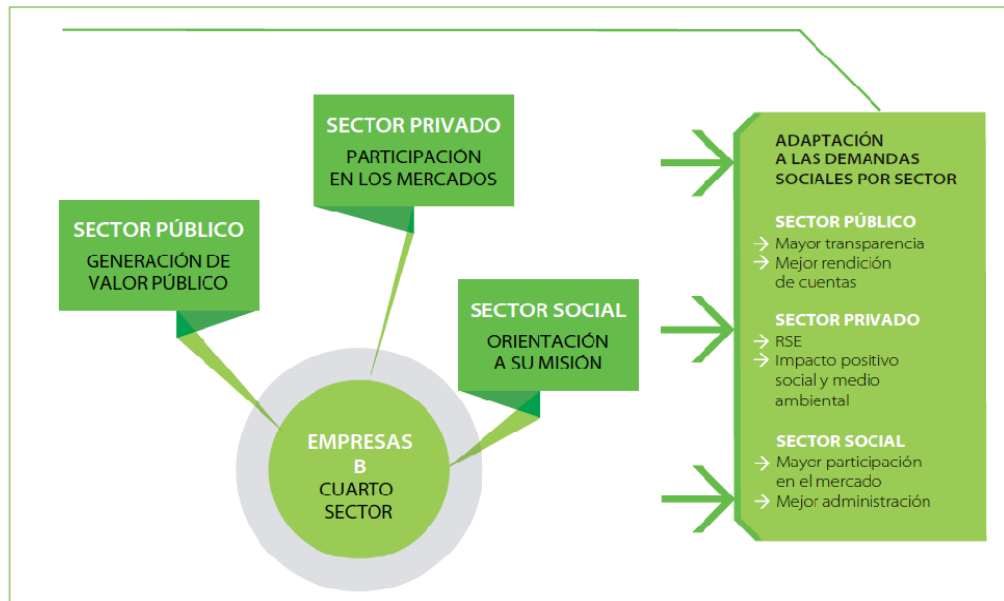 SECTOR PRIVADO
PARTICIPACIÓN
EN LOS MERCADOS
SECTOR PÚBLICO
GENERACIÓN DE
VALOR PÚBLICO
SECTOR SOCIAL
ORIENTACIÓN
A SU MISIÓN
EMPRESAS
B
CUARTO
SECTOR
ADAPTACIÓN
A LAS DEMANDAS
SOCIALES POR SECTOR
SECTOR PÚBLICO
→ Mayor transparencia
→ Mejor rendición
de cuentas
SECTOR PRIVADO
→ RSE
→ Impacto positivo
social y medio
ambiental
SECTOR SOCIAL
→ Mayor participación
en el mercado
→ Mejor administración